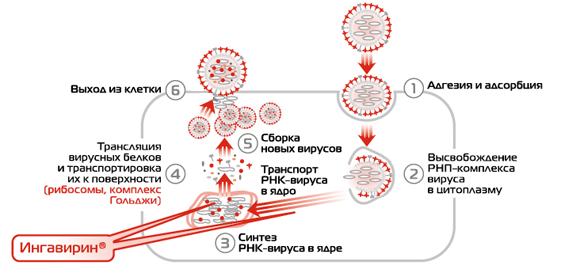 1 Адгезия и адсорбция
2 Высвобождение
РНП-комплекса
вируса
в цитоплазму
Транспорт
РНК-вируса
в ядро
3 Синтез
РНК-вируса в ядре
Ингавирин®
4 Трансляция
вирусных белков
и транспортировка
их к поверхности
(рибосомы, комплекс
Гольджи)
5 Сборка
новых вирусов
Выход из клетки 6